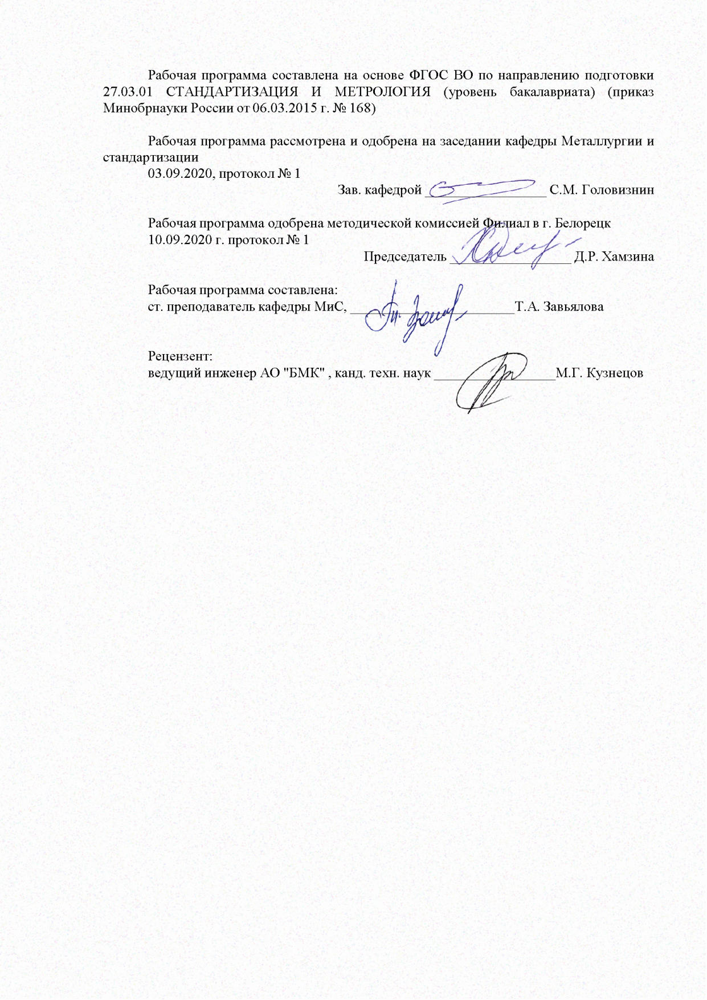 Рабочая программа составлена на основе ФГОС ВО по направлению подготовки
27.03.01 СТАНДАРТИЗАЦИЯ И МЕТРОЛОГИЯ (уровень бакалавриата) (приказ
Минобрнауки России от 06.03.2015 г. № 168)
Рабочая программа рассмотрена и одобрена на заседании кафедры Металлургии и
стандартизации
03.09.2020, протокол № 1
Зав. кафедрой ________________ С.М. Головизнин
Рабочая программа одобрена методической комиссией Филиал в г. Белорецк
10.09.2020 г. протокол № 1
Председатель ________________ Д.Р. Хамзина
Рабочая программа составлена:
ст. преподаватель кафедры МиС, ______________________Т.А. Завьялова
Рецензент:
ведущий инженер АО "БМК" , канд. техн. наук ________________М.Г. Кузнецов